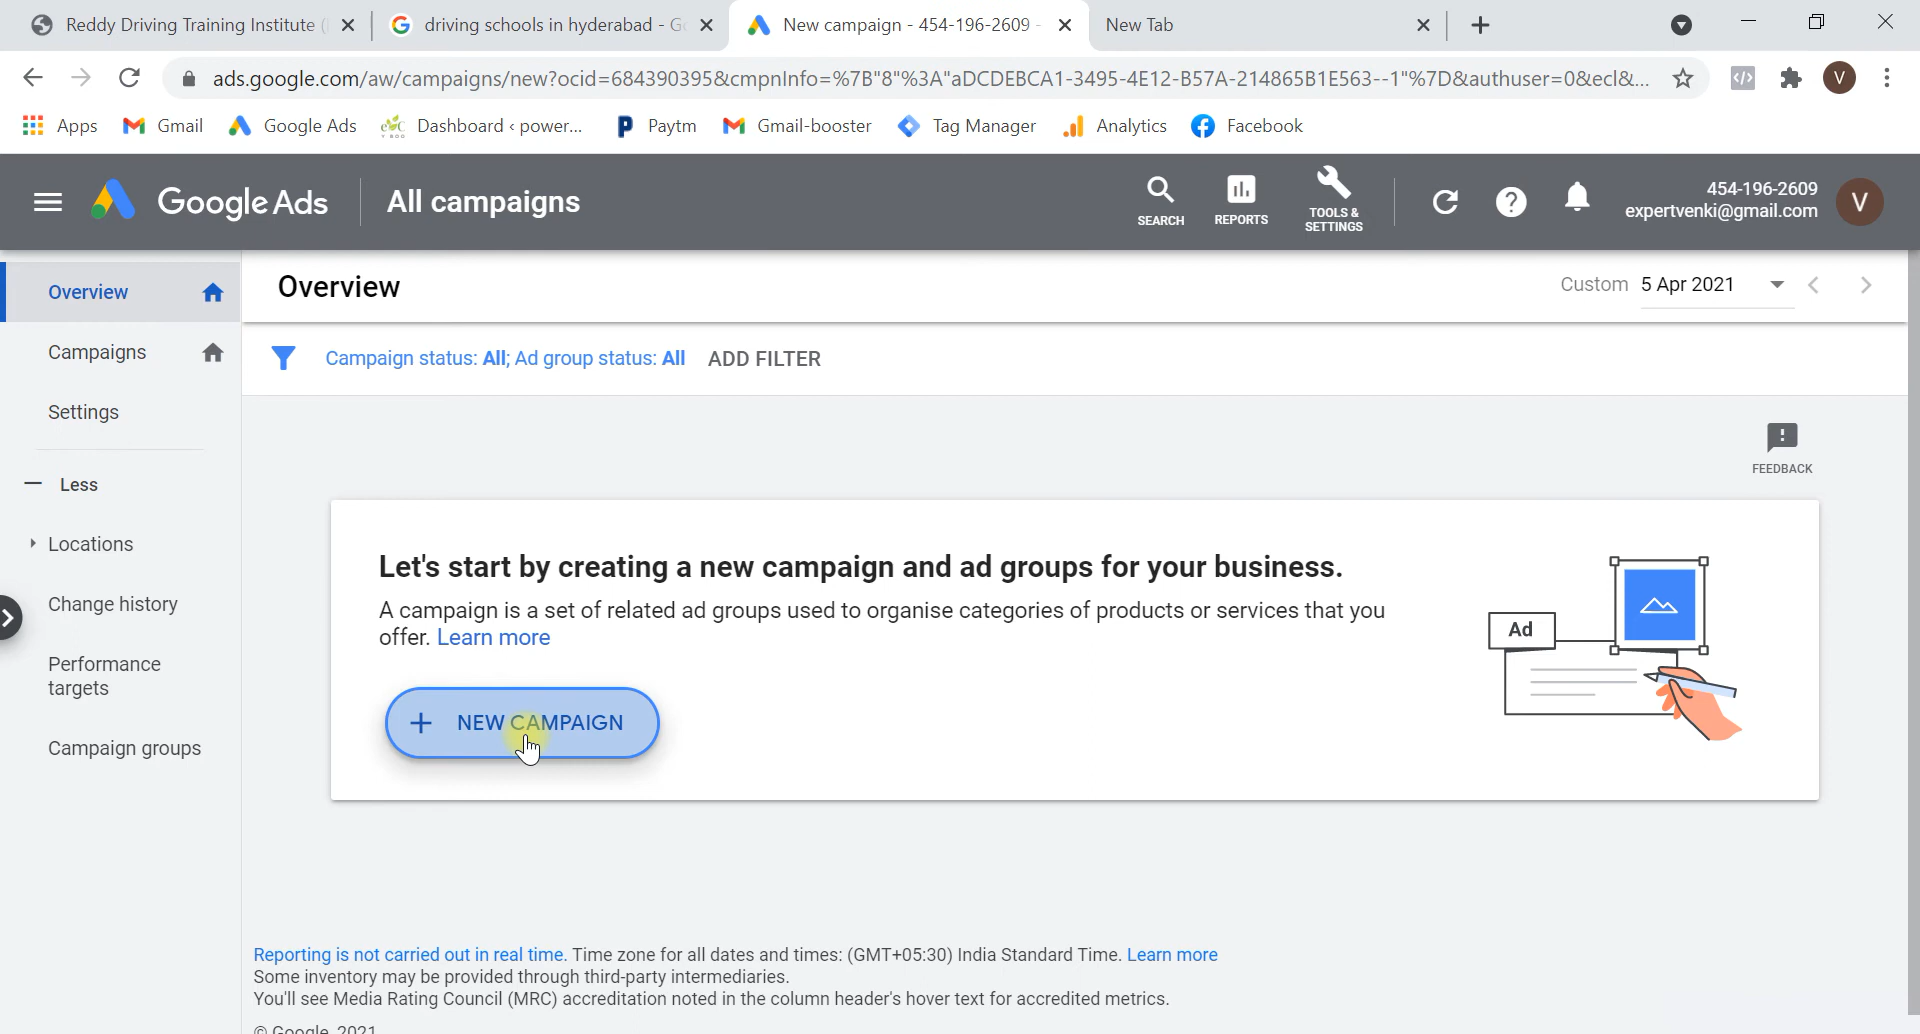 Reddy Driving Training Institute (
driving schools in hyderabad - G
New campaign - 454-196-2609 -
New Tab
ads.google.com/aw/campaigns/new?ocid=684390395&cmpnInfo=%7B"8"%3A"aDCDEBCA1-3495-4E12-B57A-214865B1E563--1"%7D&authuser=0&ecl&...
V
Apps
Gmail
Google Ads
Dashboard ‹ power...
Paytm
Gmail-booster
Tag Manager
Analytics
Facebook
Google Ads
All campaigns
SEARCH
REPORTS
TOOLS &
SETTINGS
454-196-2609
expertvenki@gmail.com
V
Overview
Campaigns
Settings
Less
Locations
Change history
Performance
targets
Campaign groups
Overview
Custom 5 Apr 2021
Campaign status: All; Ad group status: All ADD FILTER
FEEDBACK
Let's start by creating a new campaign and ad groups for your business.
A campaign is a set of related ad groups used to organise categories of products or services that you
offer. Learn more
+ NEW CAMPAIGN
Ad
Reporting is not carried out in real time. Time zone for all dates and times: (GMT+05:30) India Standard Time. Learn more
Some inventory may be provided through third-party intermediaries.
You'll see Media Rating Council (MRC) accreditation noted in the column header's hover text for accredited metrics.
© Google, 2021